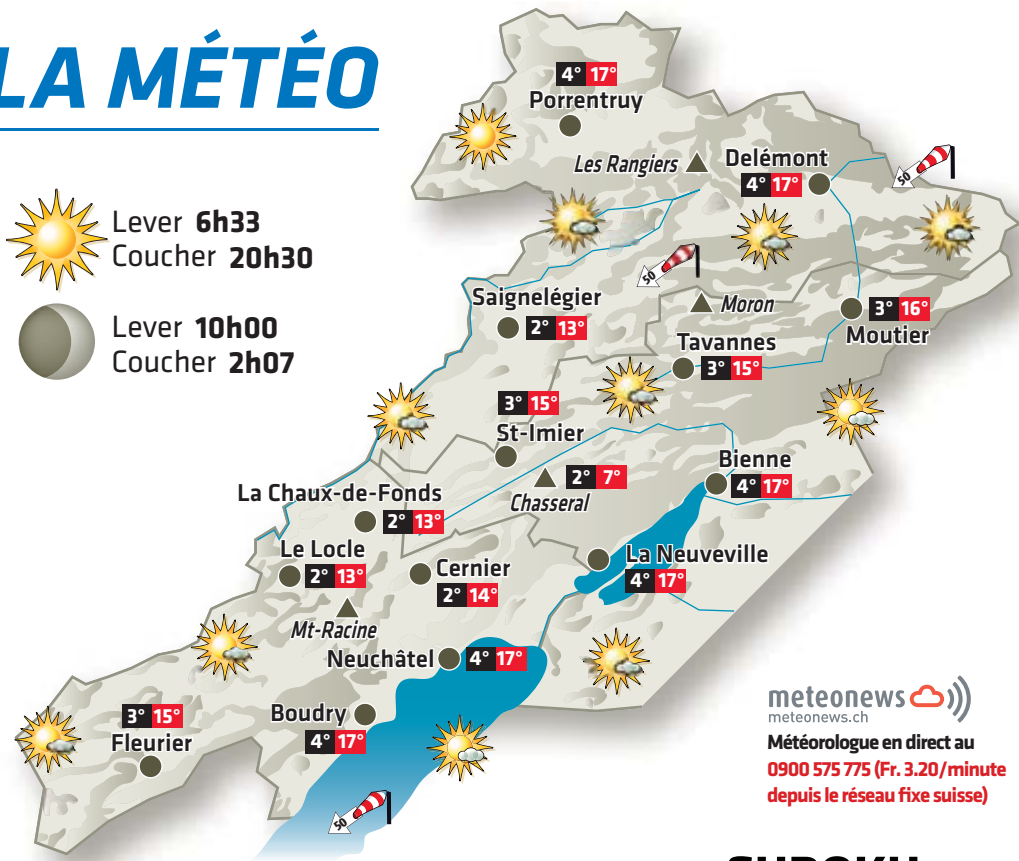 LA MÉTÉO
Lever 6h33
Coucher 20h30
Lever 10h00
Coucher 2h07
4° 17°
Porrentruy
Les Rangiers
Delémont
4° 17°
50
50
Saignelégier
2° 13°
Moron
3° 16°
Moutier
Tavannes
3° 15°
3° 15°
St-Imier
2° 7°
Chasseral
Bienne
4° 17°
La Chaux-de-Fonds
2° 13°
Le Locle
2° 13°
Cernier
2° 14°
La Neuveville
4° 17°
Mt-Racine
Neuchâtel 4° 17°
3° 15°
Fleurier
Boudry
4° 17°
50
meteonews
meteonews.ch
Météorologue en direct au
0900 575 775 (Fr. 3.20/minute
depuis le réseau fixe suisse)